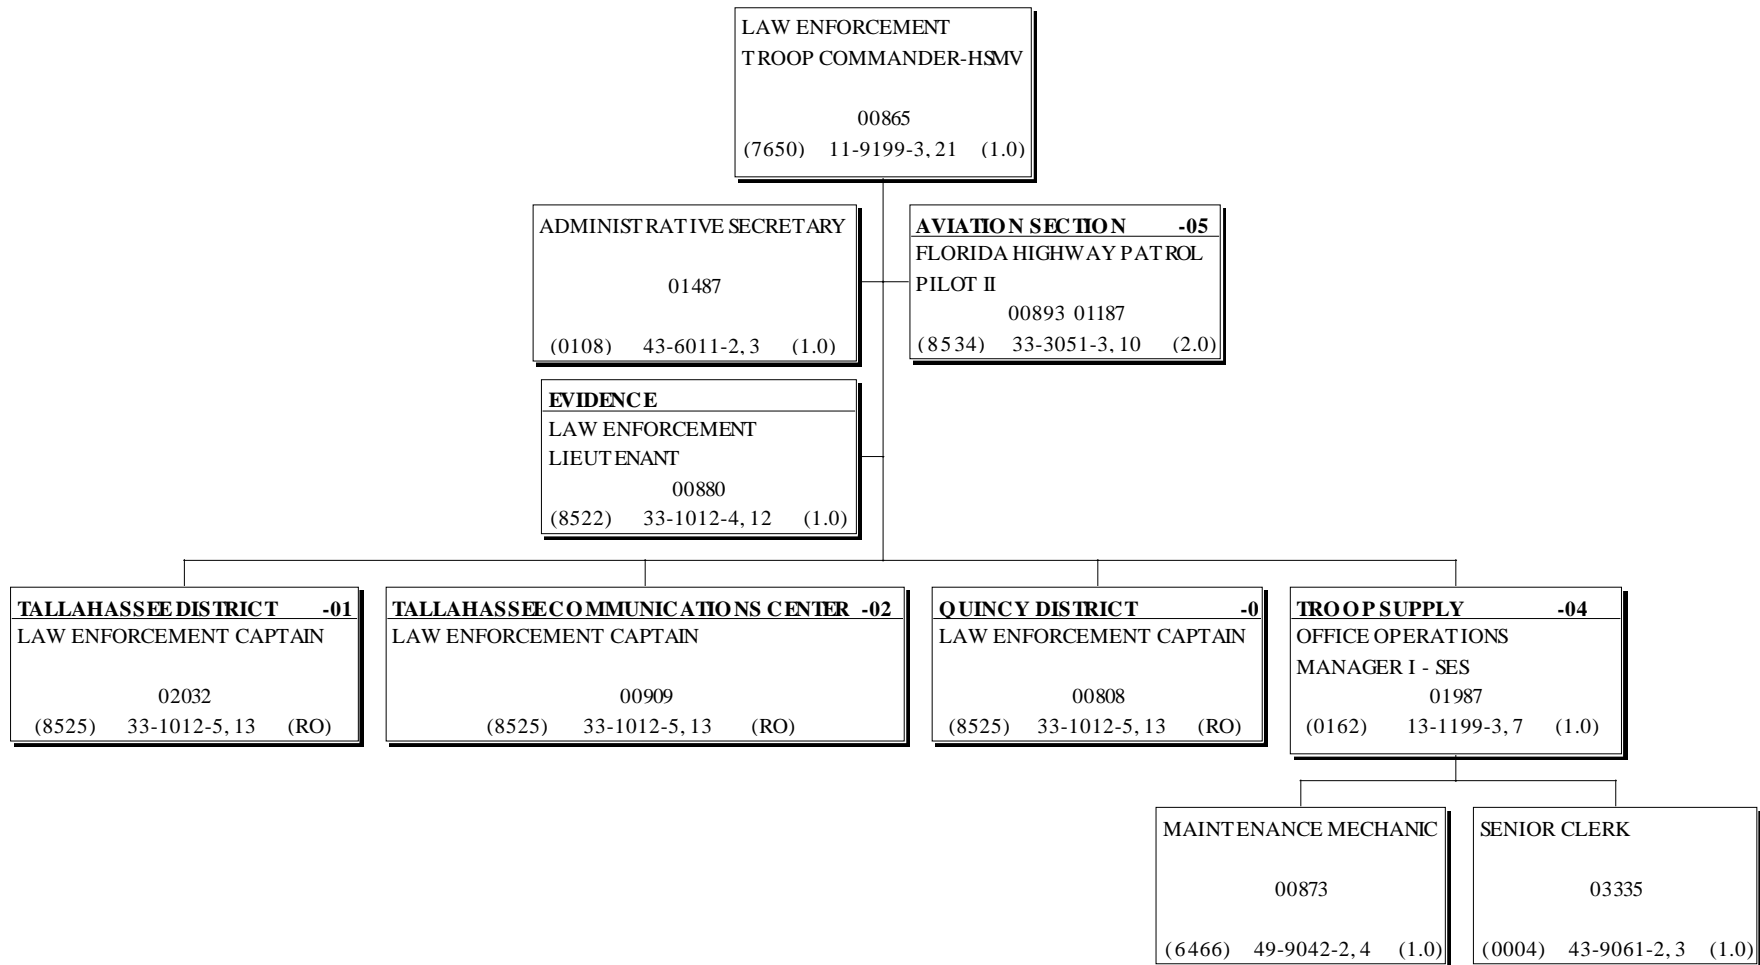 LAW ENFORCEMENT
TROOP COMMANDER-HSMV
00865
(7650) 11-9199-3, 21 (1.0)
ADMINISTRATIVE SECRETARY
01487
(0108) 43-6011-2, 3 (1.0)
AVIATION SECTION -05
FLORIDA HIGHWAY PATROL
PILOT II
00893 01187
(8534) 33-3051-3, 10 (2.0)
EVIDENCE
LAW ENFORCEMENT
LIEUTENANT
00880
(8522) 33-1012-4, 12 (1.0)
TALLAHASSEE DISTRICT -01
LAW ENFORCEMENT CAPTAIN
02032
(8525) 33-1012-5, 13 (RO)
TALLAHASSEE COMMUNICATIONS CENTER -02
LAW ENFORCEMENT CAPTAIN
00909
(8525) 33-1012-5, 13 (RO)
QUINCY DISTRICT -0
LAW ENFORCEMENT CAPTAIN
00808
(8525) 33-1012-5, 13 (RO)
TROOP SUPPLY -04
OFFICE OPERATIONS
MANAGER I - SES
01987
(0162) 13-1199-3, 7 (1.0)
MAINTENANCE MECHANIC
00873
(6466) 49-9042-2, 4 (1.0)
SENIOR CLERK
03335
(0004) 43-9061-2, 3 (1.0)